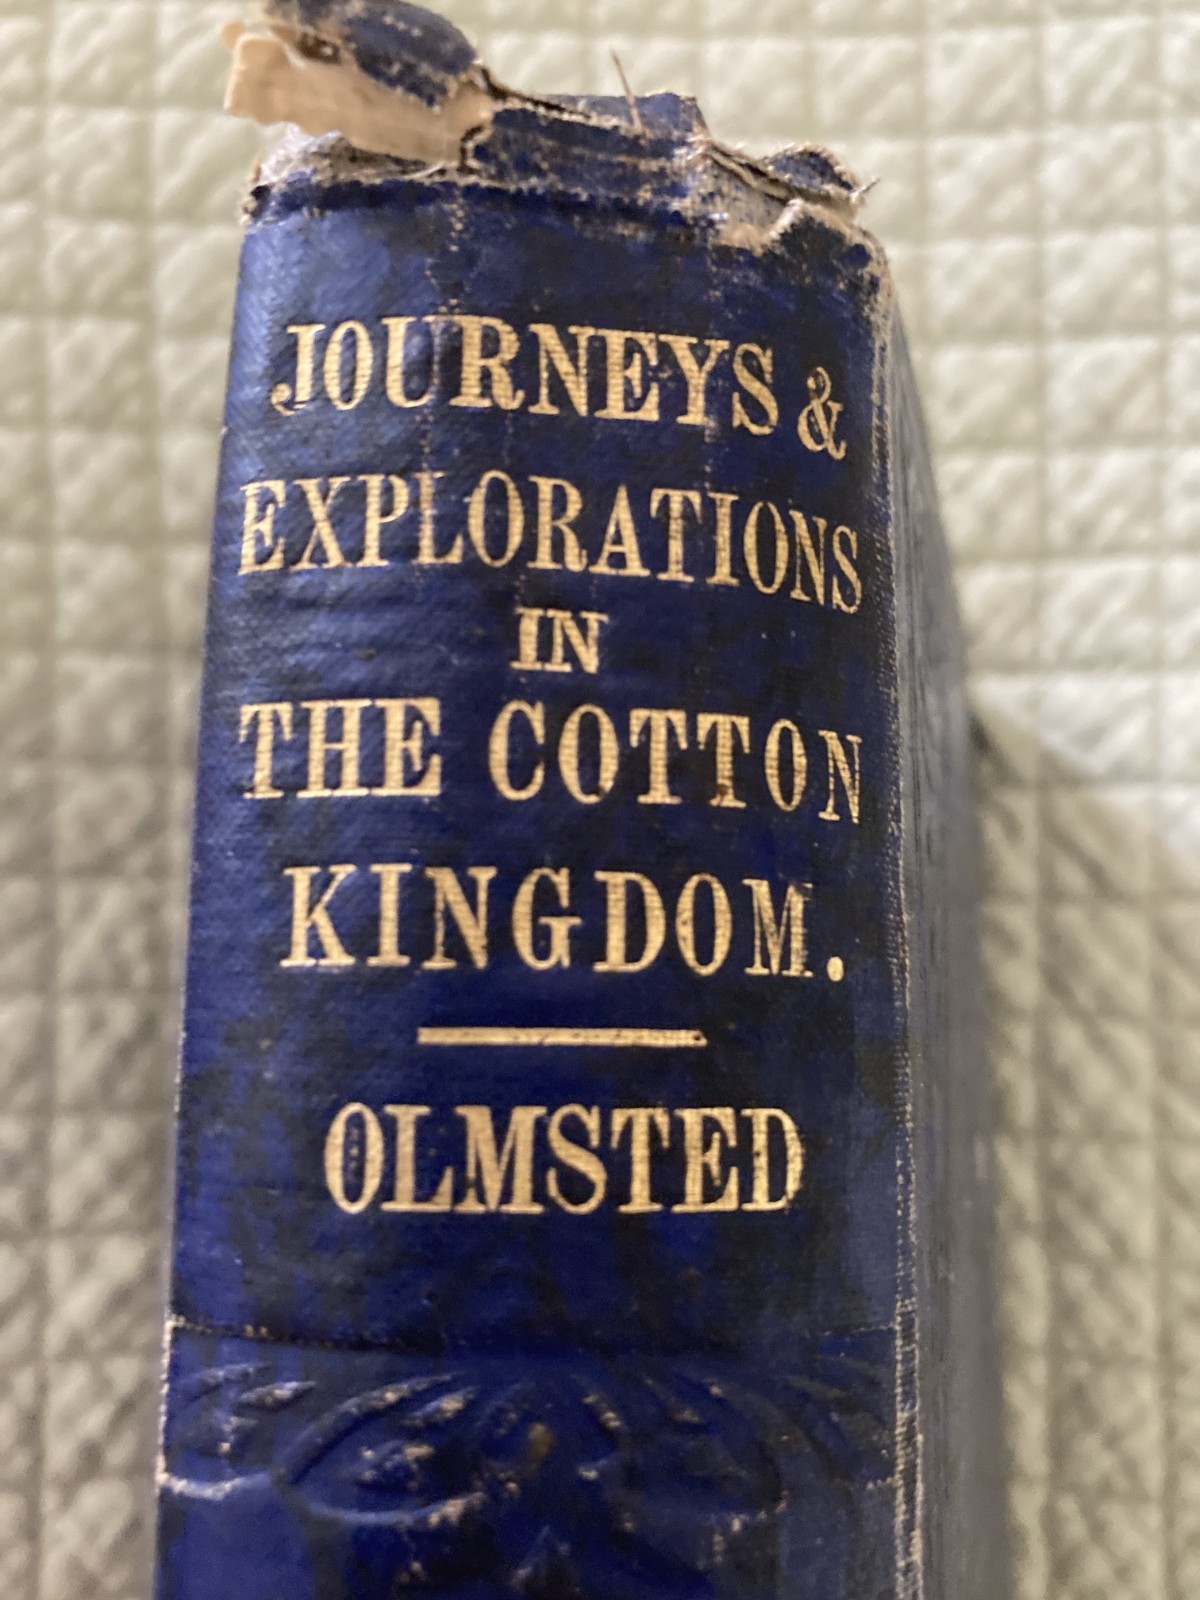 JOURNEYS &
EXPLORATIONS
IN
THE COTTON
KINGDOM.
OLMSTED